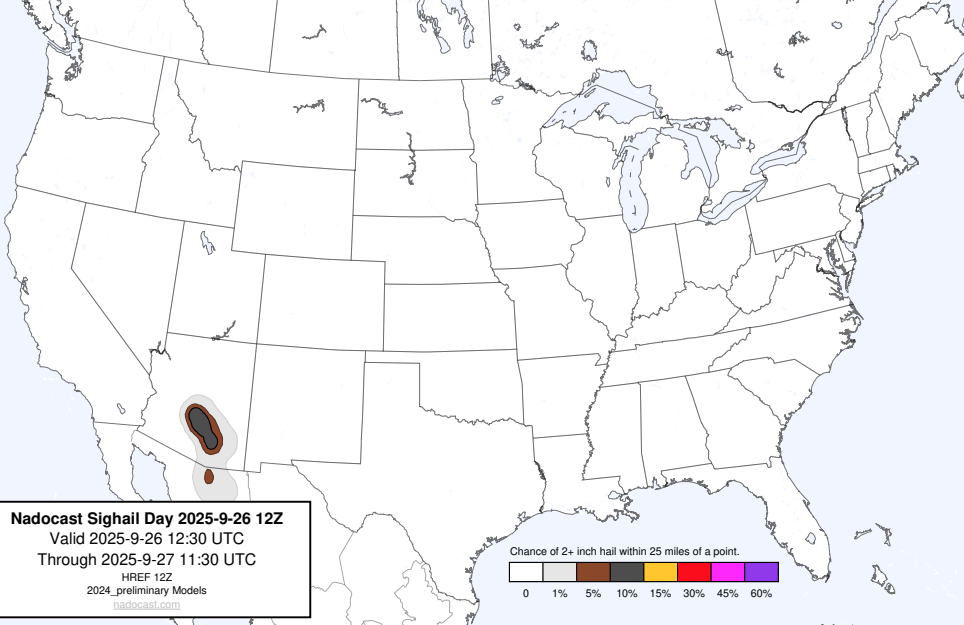 Nadocast Sighail Day 2025-9-26 12Z
Valid 2025-9-26 12:30 UTC
Through 2025-9-27 11:30 UTC
HREF 12Z
2024_preliminary Models
nadocast.com
Chance of 2+ inch hail within 25 miles of a point.
0 1% 5% 10% 15% 30% 45% 60%